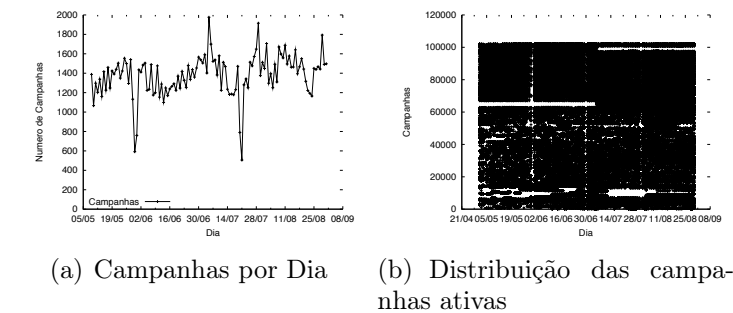 2000
1800
1600
1400
1200
1000
800
600
400
200
0
Numero de Campanhas
Campanhas
05/05 19/05 02/06 16/06 30/06 14/07 28/07 11/08 25/08 08/09
Dia
(a) Campanhas por Dia
120000
100000
80000
60000
40000
20000
0
Campanhas
21/04 05/05 19/05 02/06 16/06 30/06 14/07 28/07 11/08 25/08 08/09
Dia
(b) Distribuição das campa-
nhas ativas